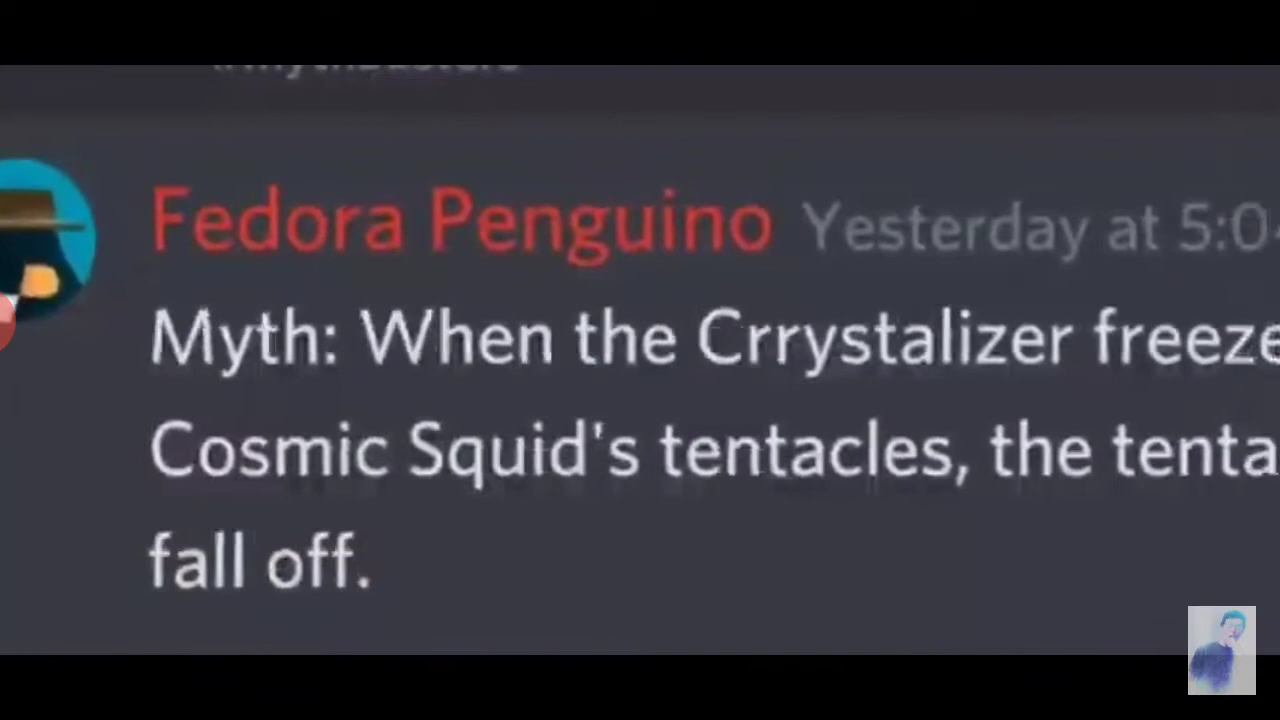 Fedora Penguino Yesterday at 5:0
Myth: When the Crrystalizer freeze
Cosmic Squid's tentacles, the tenta
fall off.